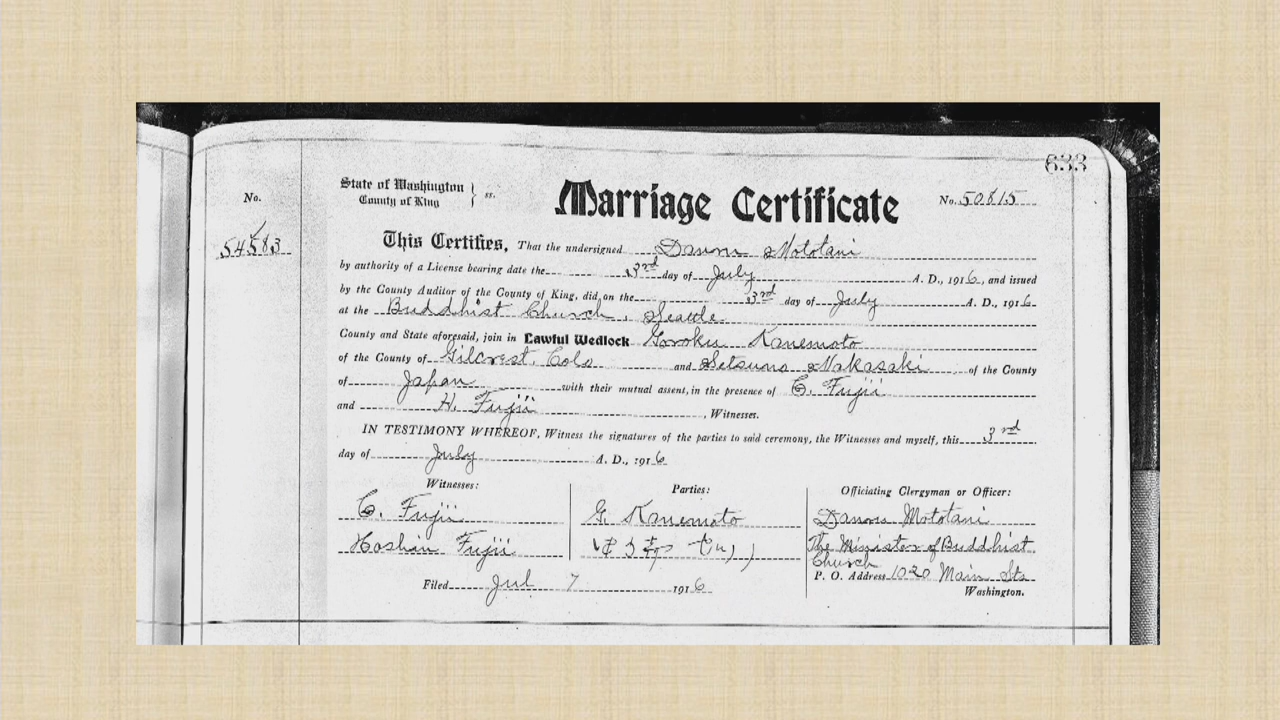 633
State of Washington
County of King } ss.
Marriage Certificate
No. 50815
No.
54583
This Certifies, That the undersigned Mototani
by authority of a License bearing date the 3rd day of July A. D., 1916, and issued
by the County Auditor of the County of King, did, on the 3rd day of July A. D., 1916
at the Buddhist Church, Seattle
County and State aforesaid, join in Lawful Wedlock Goroku Kanemoto
of the County of Gilcrest, Colo and Setsuno Nakasaki of the County
of Japan with their mutual assent, in the presence of C. Fujii
and H. Fujii, Witnesses.
IN TESTIMONY WHEREOF, Witness the signatures of the parties to said ceremony, the Witnesses and myself, this 3rd
day of July A. D., 1916
Witnesses:
C. Fujii
Hoshin Fujii
Parties:
G. Kanemoto
Officiating Clergyman or Officer:
Mototani
The Minister of Buddhist
Church
P. O. Address 1020 Main St.
Washington.
Filed Jul 7 1916